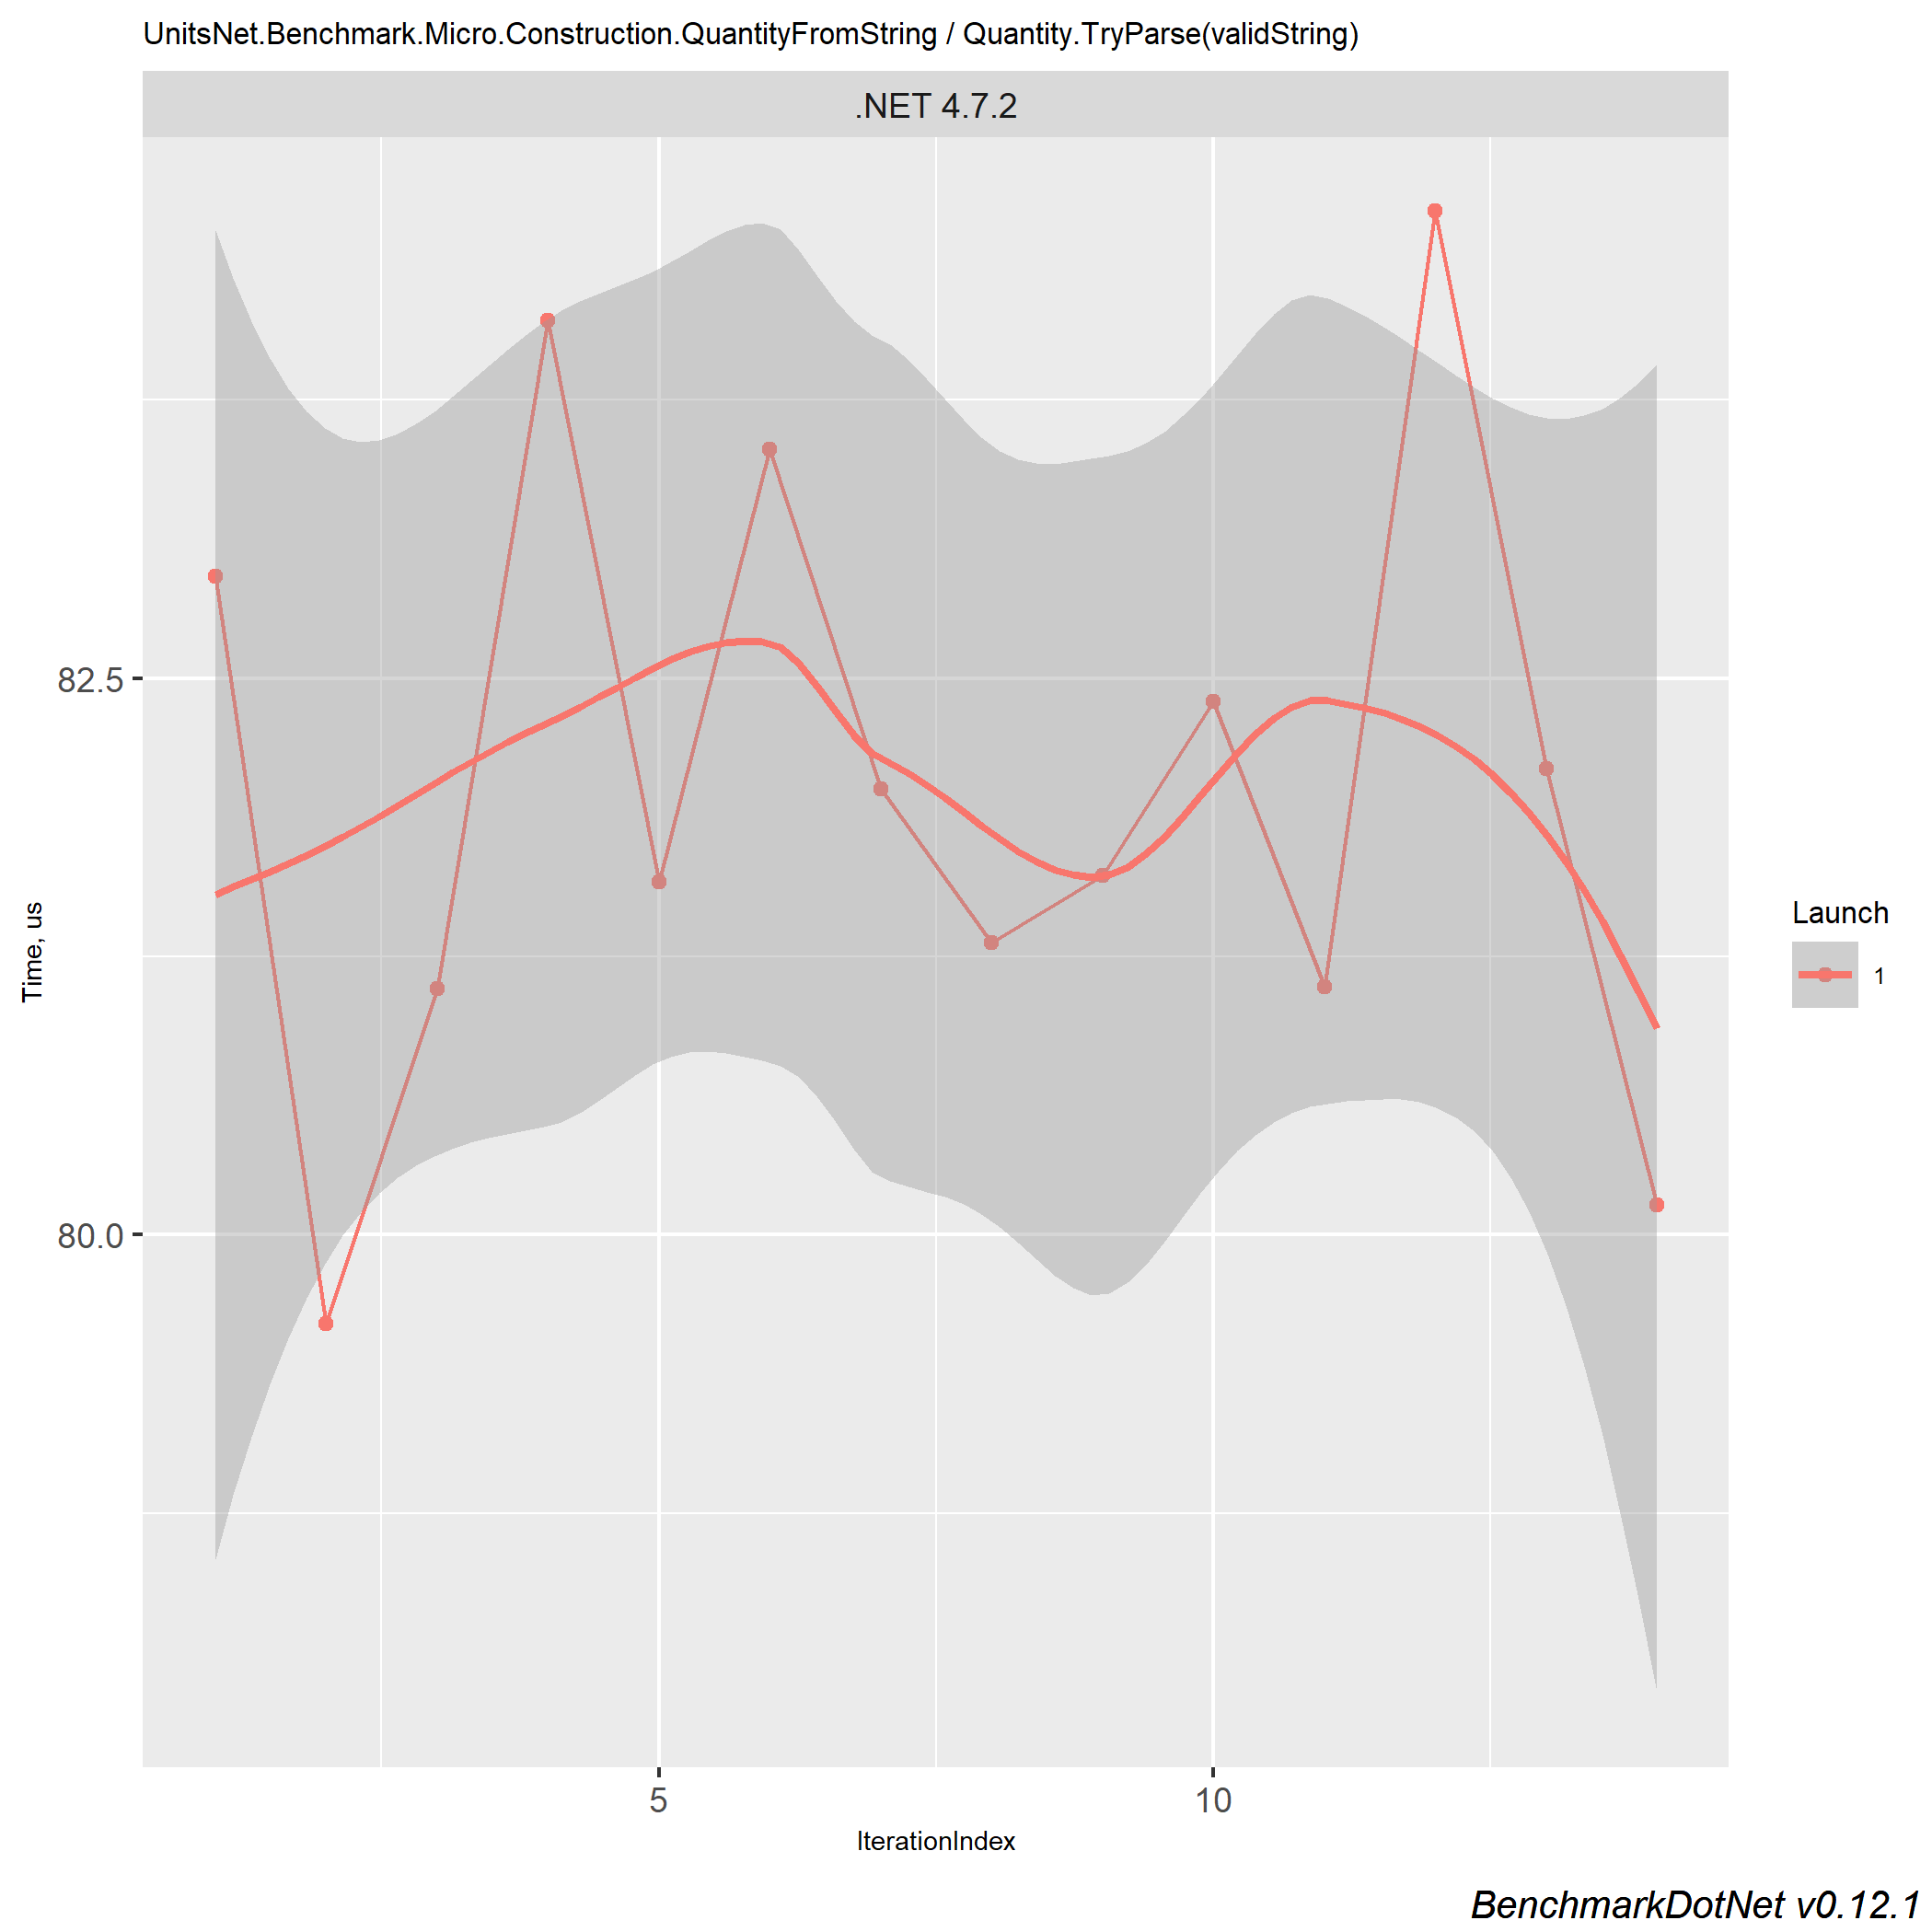 UnitsNet.Benchmark.Micro.Construction.QuantityFromString / Quantity.TryParse(validString)
.NET 4.7.2
82.5
80.0
Time, us
5
10
IterationIndex
Launch
1
BenchmarkDotNet v0.12.1